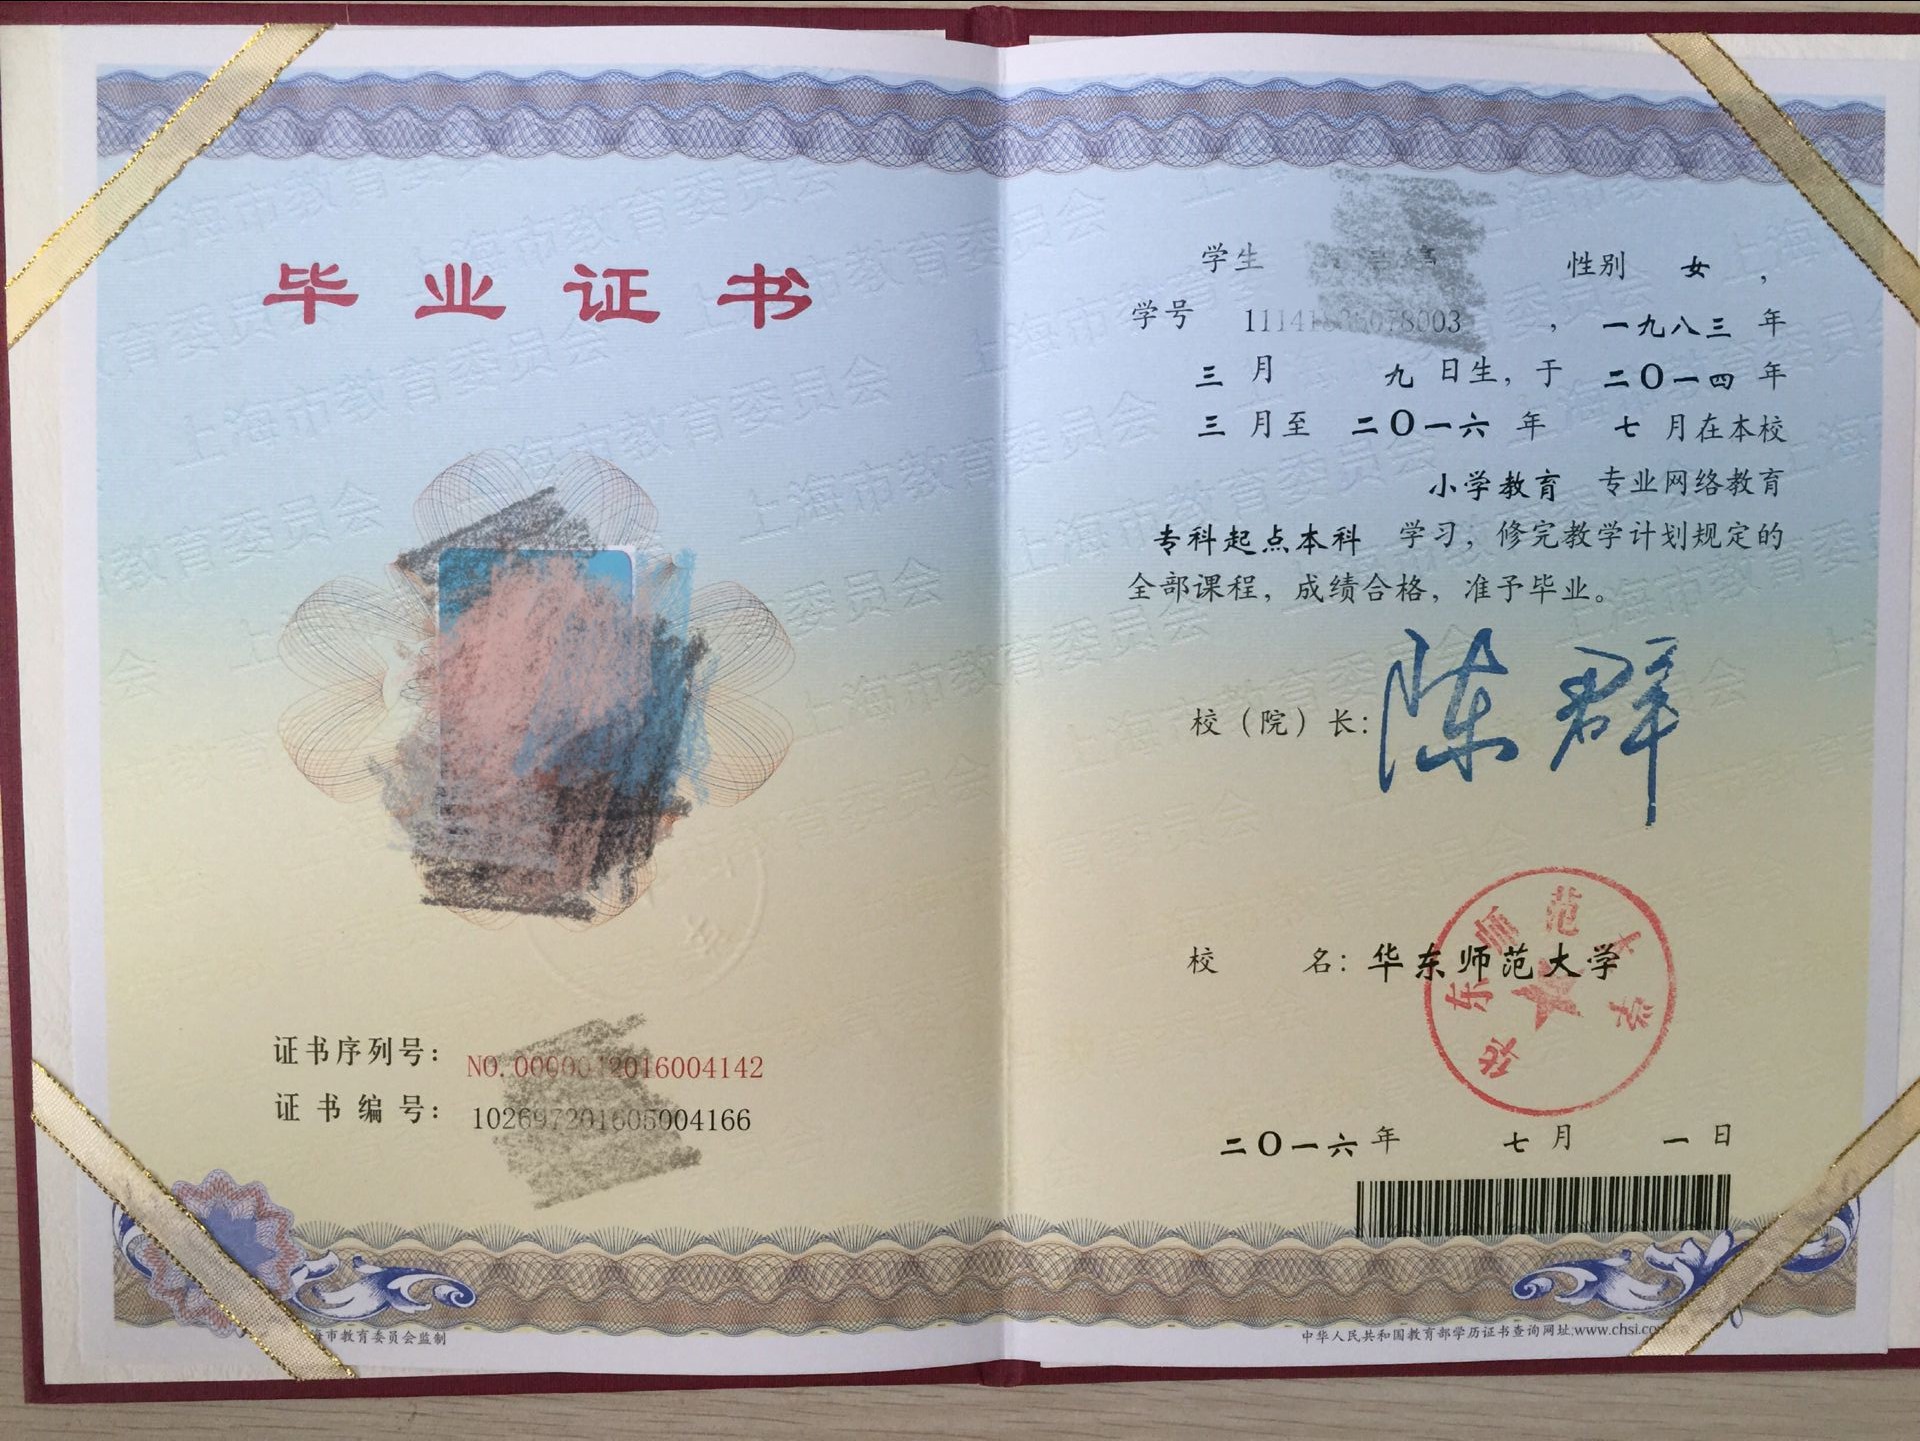 毕业证书
证书序列号：
证书编号：
海市教育委员会监制
学生 性别 女，
学号 ，一九八三年
三月 九日生，于 二〇一四年
三月至 二〇一六年 七月在本校
小学教育 专业网络教育
专科起点本科 学习，修完教学计划规定的
全部课程，成绩合格，准予毕业。
校（院）长：陈群
校 名：华东师范大学
华东师范大学
二〇一六年 七月 一日
中华人民共和国教育部学历证书查询网址:www.chsi.co